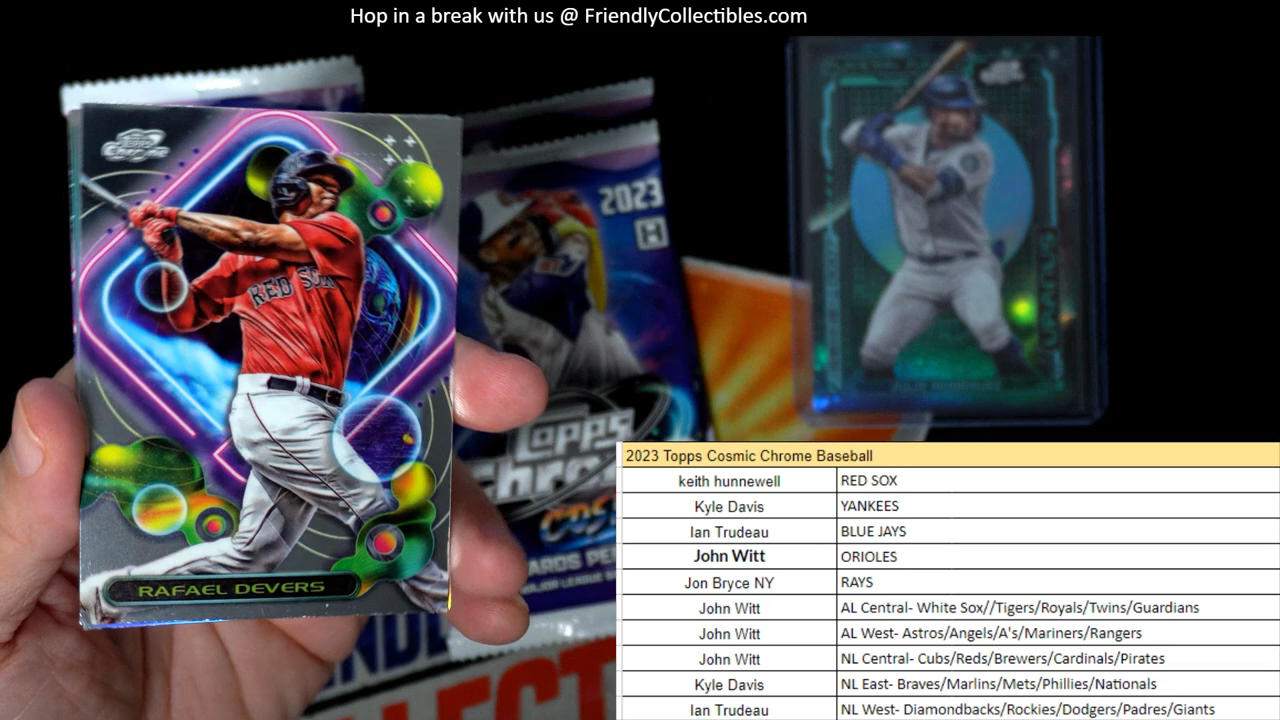 Hop in a break with us @ FriendlyCollectibles.com
Topps
Chrome
RED SOX
RAFAEL DEVERS
2023
H
Topps
Chrome
URANUS
2023 Topps Cosmic Chrome Baseball
keith hunnewell RED SOX
Kyle Davis YANKEES
Ian Trudeau BLUE JAYS
John Witt ORIOLES
Jon Bryce NY RAYS
John Witt AL Central- White Sox//Tigers/Royals/Twins/Guardians
John Witt AL West- Astros/Angels/A's/Mariners/Rangers
John Witt NL Central- Cubs/Reds/Brewers/Cardinals/Pirates
Kyle Davis NL East- Braves/Marlins/Mets/Phillies/Nationals
Ian Trudeau NL West- Diamondbacks/Rockies/Dodgers/Padres/Giants